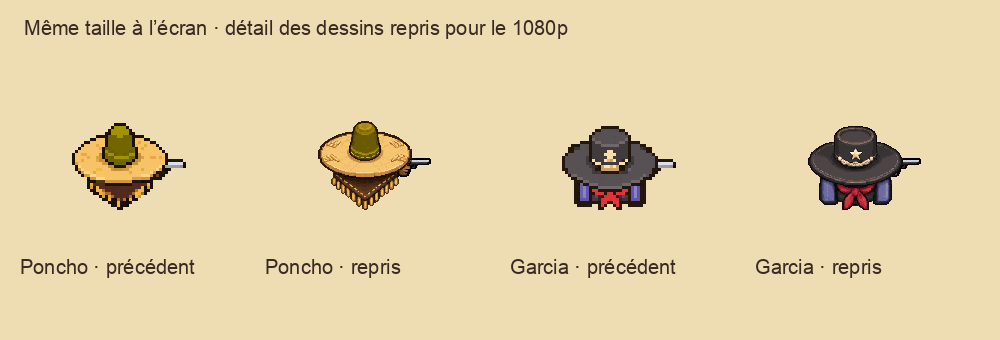 Même taille à l’écran · détail des dessins repris pour le 1080p
Poncho · précédent
Poncho · repris
Garcia · précédent
Garcia · repris